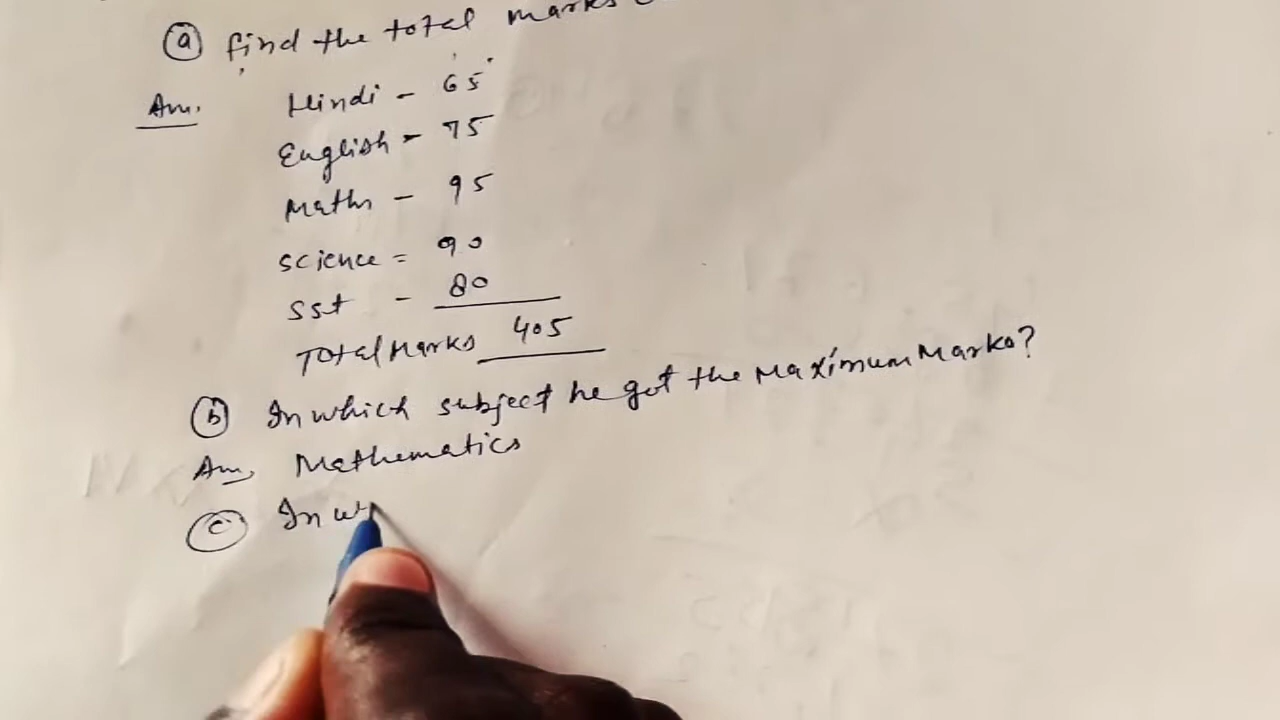 (a) find the total marks
Ans. Hindi - 65
English - 75
Maths - 95
Science = 90
SSt - 80
Total Marks 405
(b) In which subject he got the Maximum Marks?
Ans, Mathematics
(c) In w